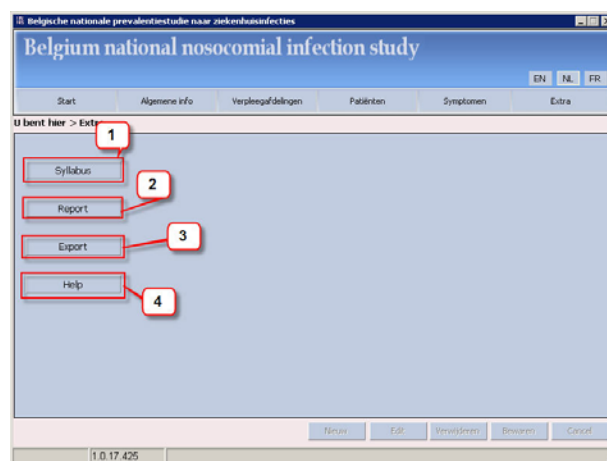 Belgische nationale prevalentiestudie naar ziekenhuisinfecties
Belgium national nosocomial infection study
EN NL FR
Start Algemene info Verpleegafdelingen Patiënten Symptomen Extra
U bent hier > Extra
1
Syllabus
2
Report
3
Export
Help
4
Nieuw Edit Verwijderen Bewaren Cancel
1.0.17.425